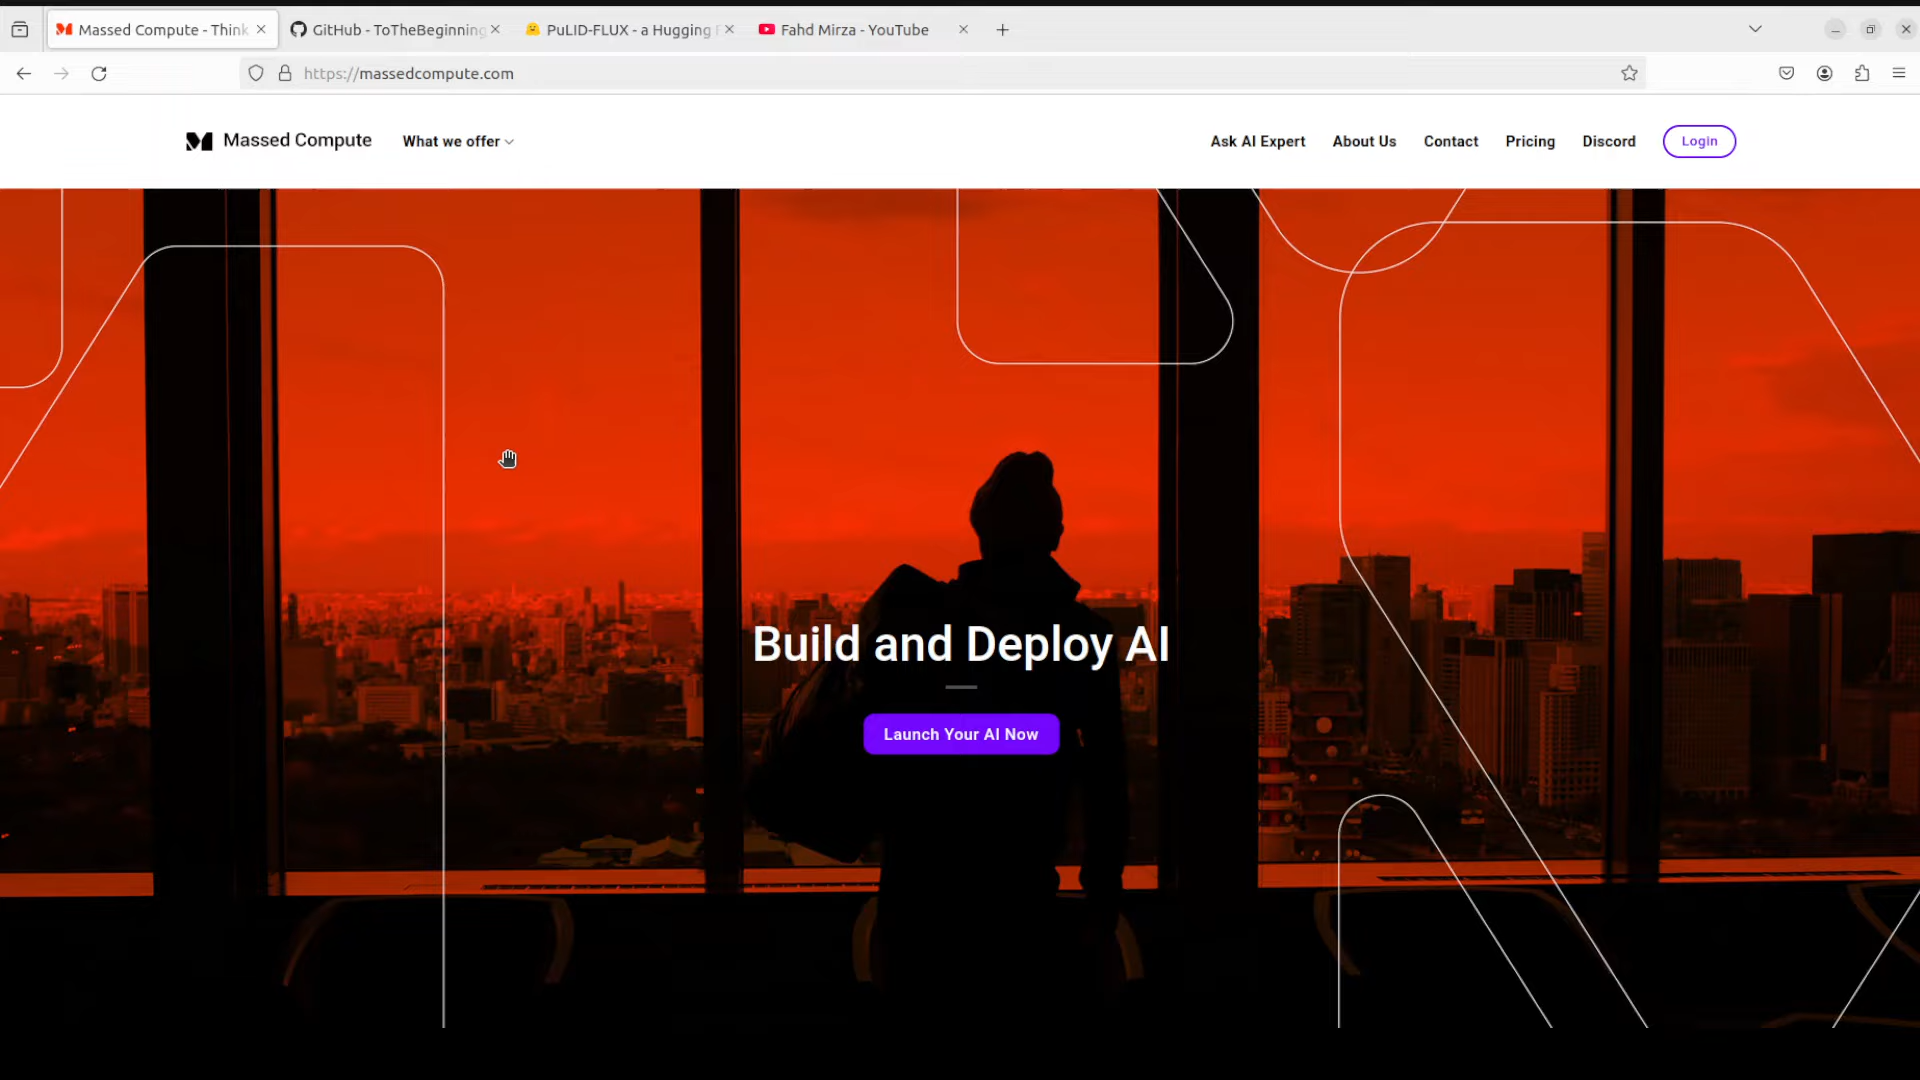 Massed Compute - Think
GitHub - ToTheBeginning
PuLID-FLUX - a Hugging F
Fahd Mirza - YouTube
https://massedcompute.com
Massed Compute
What we offer
Ask AI Expert
About Us
Contact
Pricing
Discord
Login
Build and Deploy AI
Launch Your AI Now